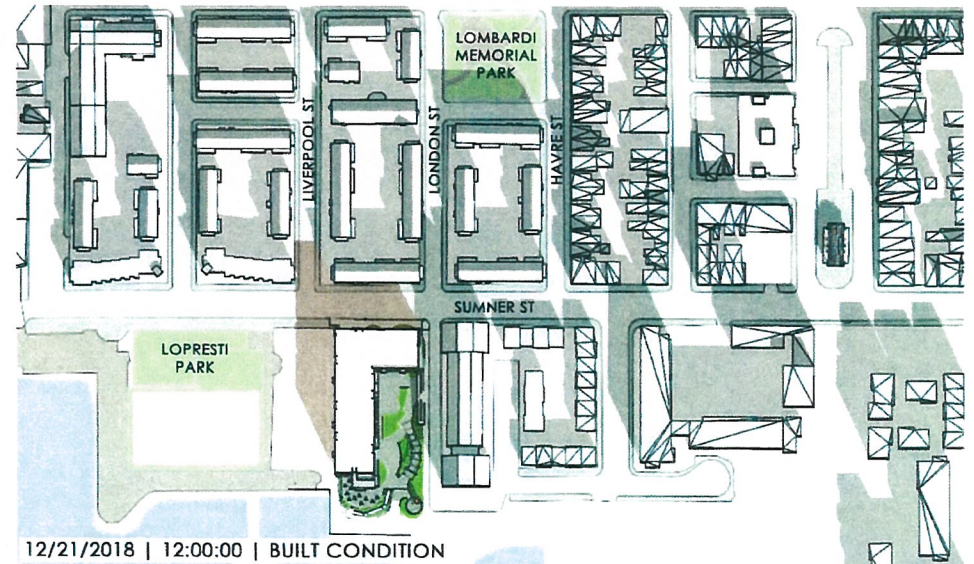 LOMBARDI
MEMORIAL
PARK
LIVERPOOL ST
LONDON ST
HAVRE ST
SUMNER ST
LOPRESTI
PARK
12/21/2018 | 12:00:00 | BUILT CONDITION